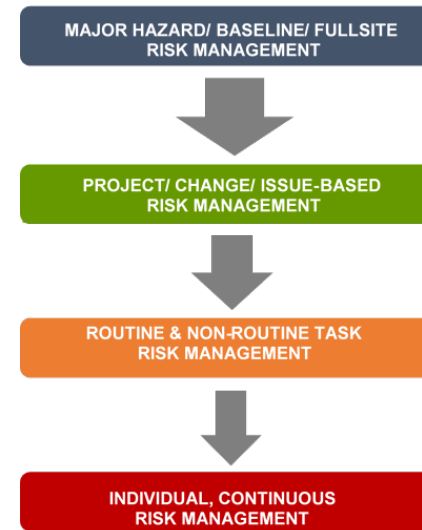 MAJOR HAZARD/ BASELINE/ FULLSITE
RISK MANAGEMENT
PROJECT/ CHANGE/ ISSUE-BASED
RISK MANAGEMENT
ROUTINE & NON-ROUTINE TASK
RISK MANAGEMENT
INDIVIDUAL, CONTINUOUS
RISK MANAGEMENT